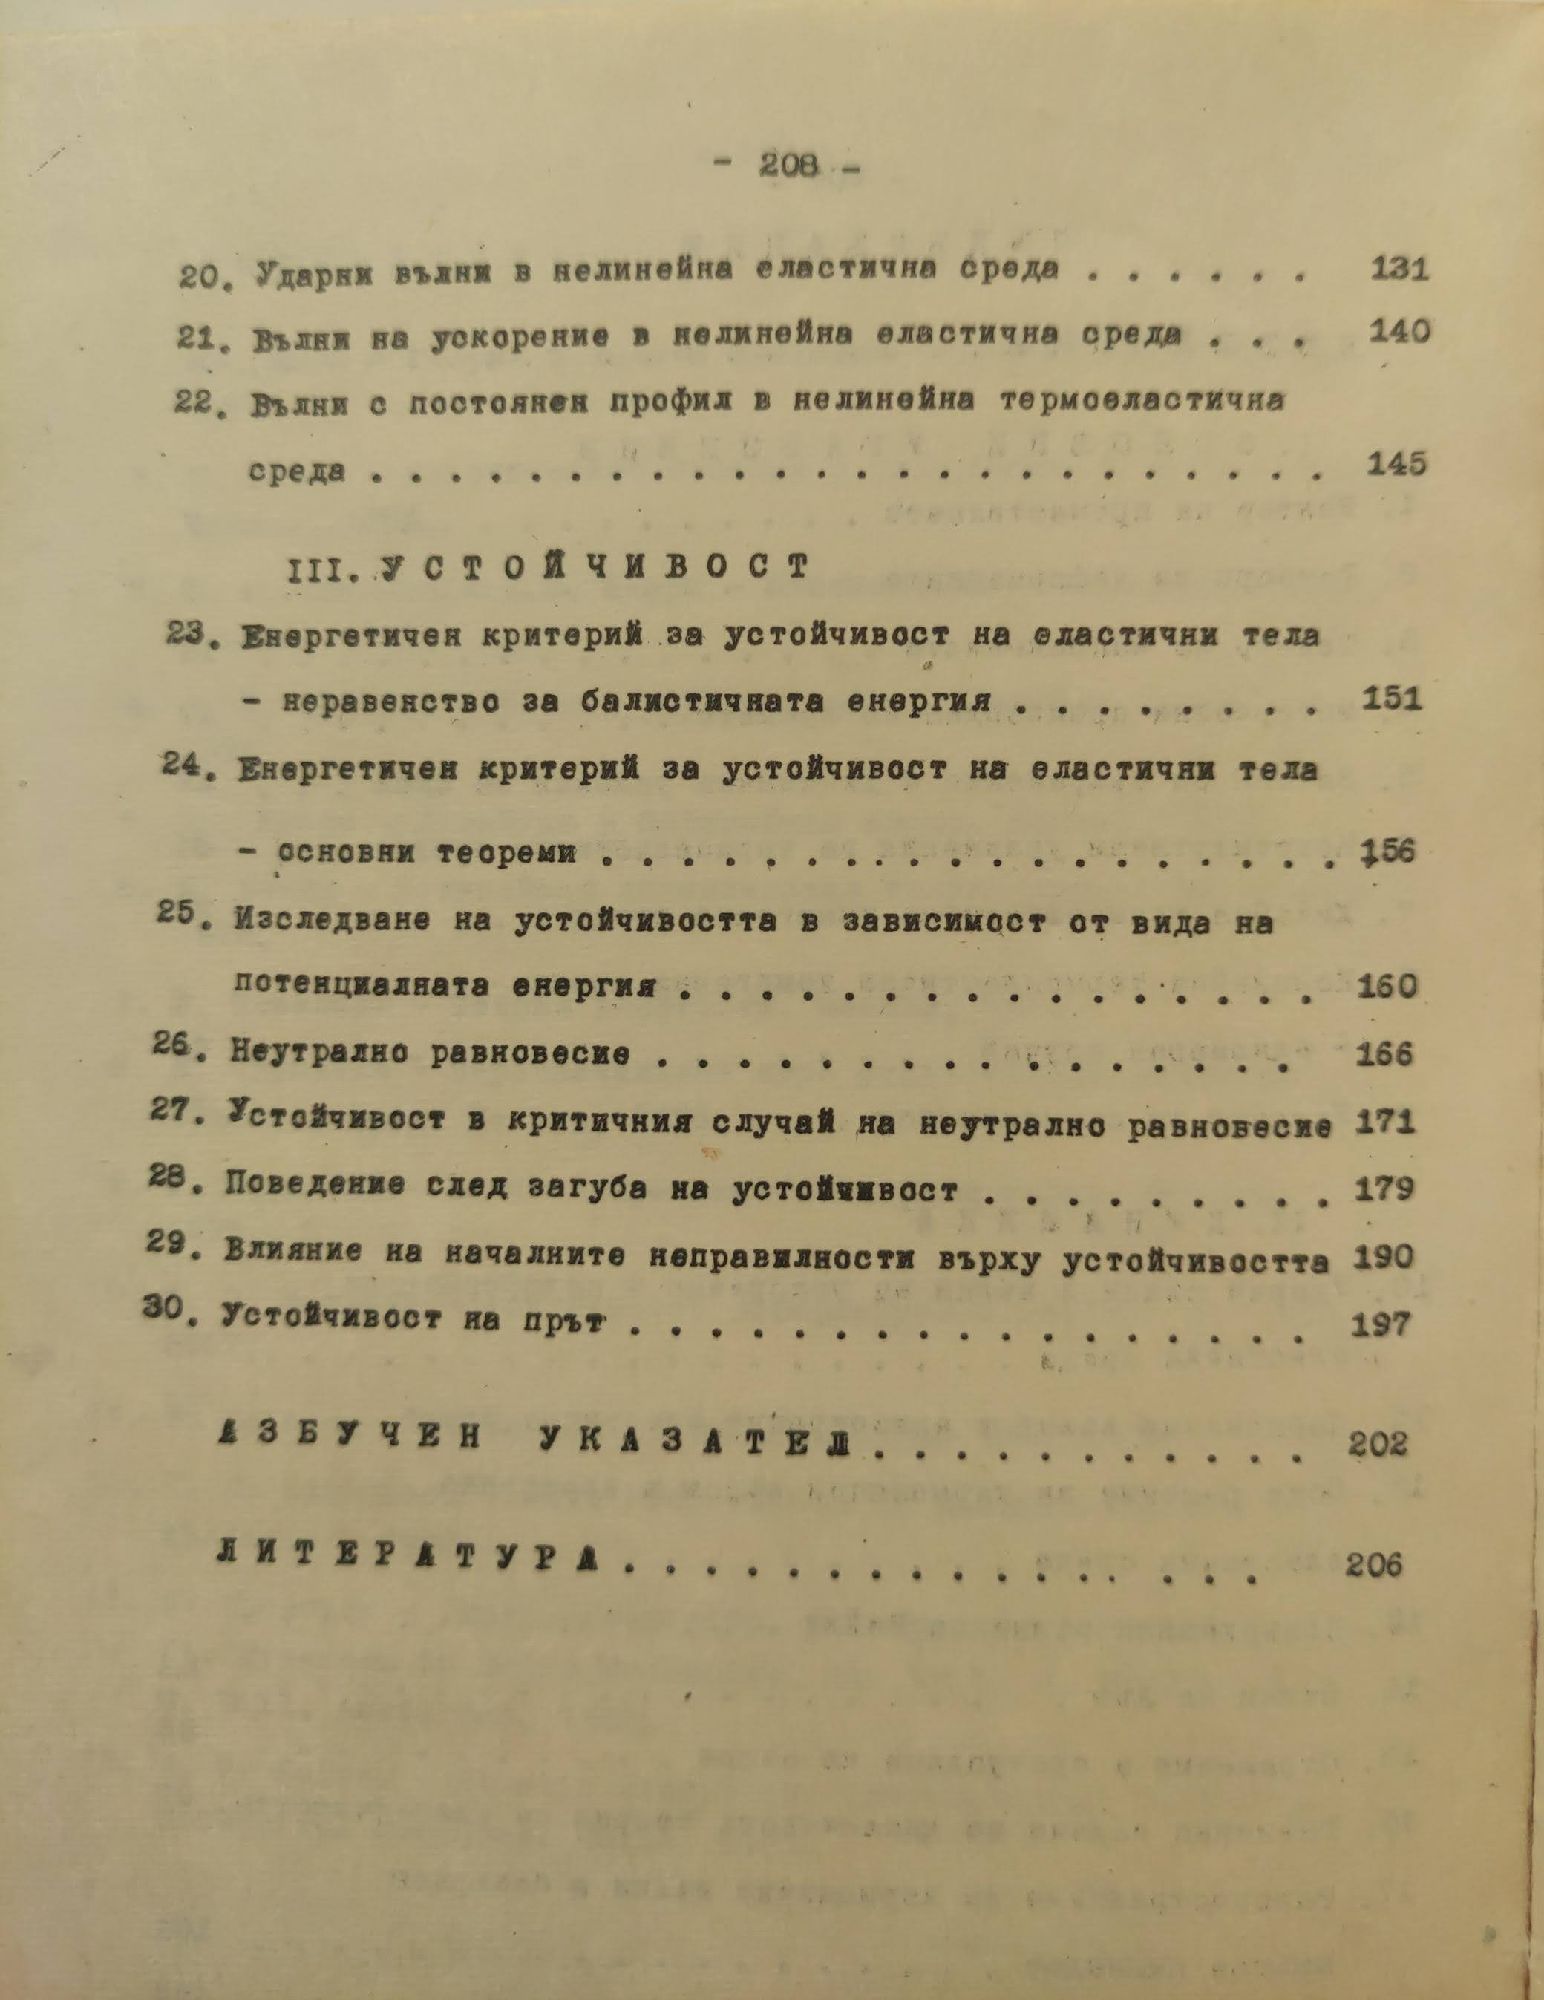 - 208 -
20. Ударни вълни в нелинейна еластична среда . . . . . . 131
21. Вълни на ускорение в нелинейна еластична среда . . . 140
22. Вълни с постоянен профил в нелинейна термоеластична
среда . . . . . . . . . . . . . . . . . . . . . . . . 145
III. У С Т О Й Ч И В О С Т
23. Енергетичен критерий за устойчивост на еластични тела
- неравенство за балистичната енергия . . . . . . . . 151
24. Енергетичен критерий за устойчивост на еластични тела
- основни теореми . . . . . . . . . . . . . . . . . . . 156
25. Изследване на устойчивостта в зависимост от вида на
потенциалната енергия . . . . . . . . . . . . . . . . 160
26. Неутрално равновесие . . . . . . . . . . . . . . . . 166
27. Устойчивост в критичния случай на неутрално равновесие 171
28. Поведение след загуба на устойчивост . . . . . . . . . 179
29. Влияние на началните неправилности върху устойчивостта 190
30. Устойчивост на прът . . . . . . . . . . . . . . . . . 197
А З Б У Ч Е Н У К А З А Т Е Л . . . . . . . . . . . 202
Л И Т Е Р А Т У Р А . . . . . . . . . . . . . . . . 206